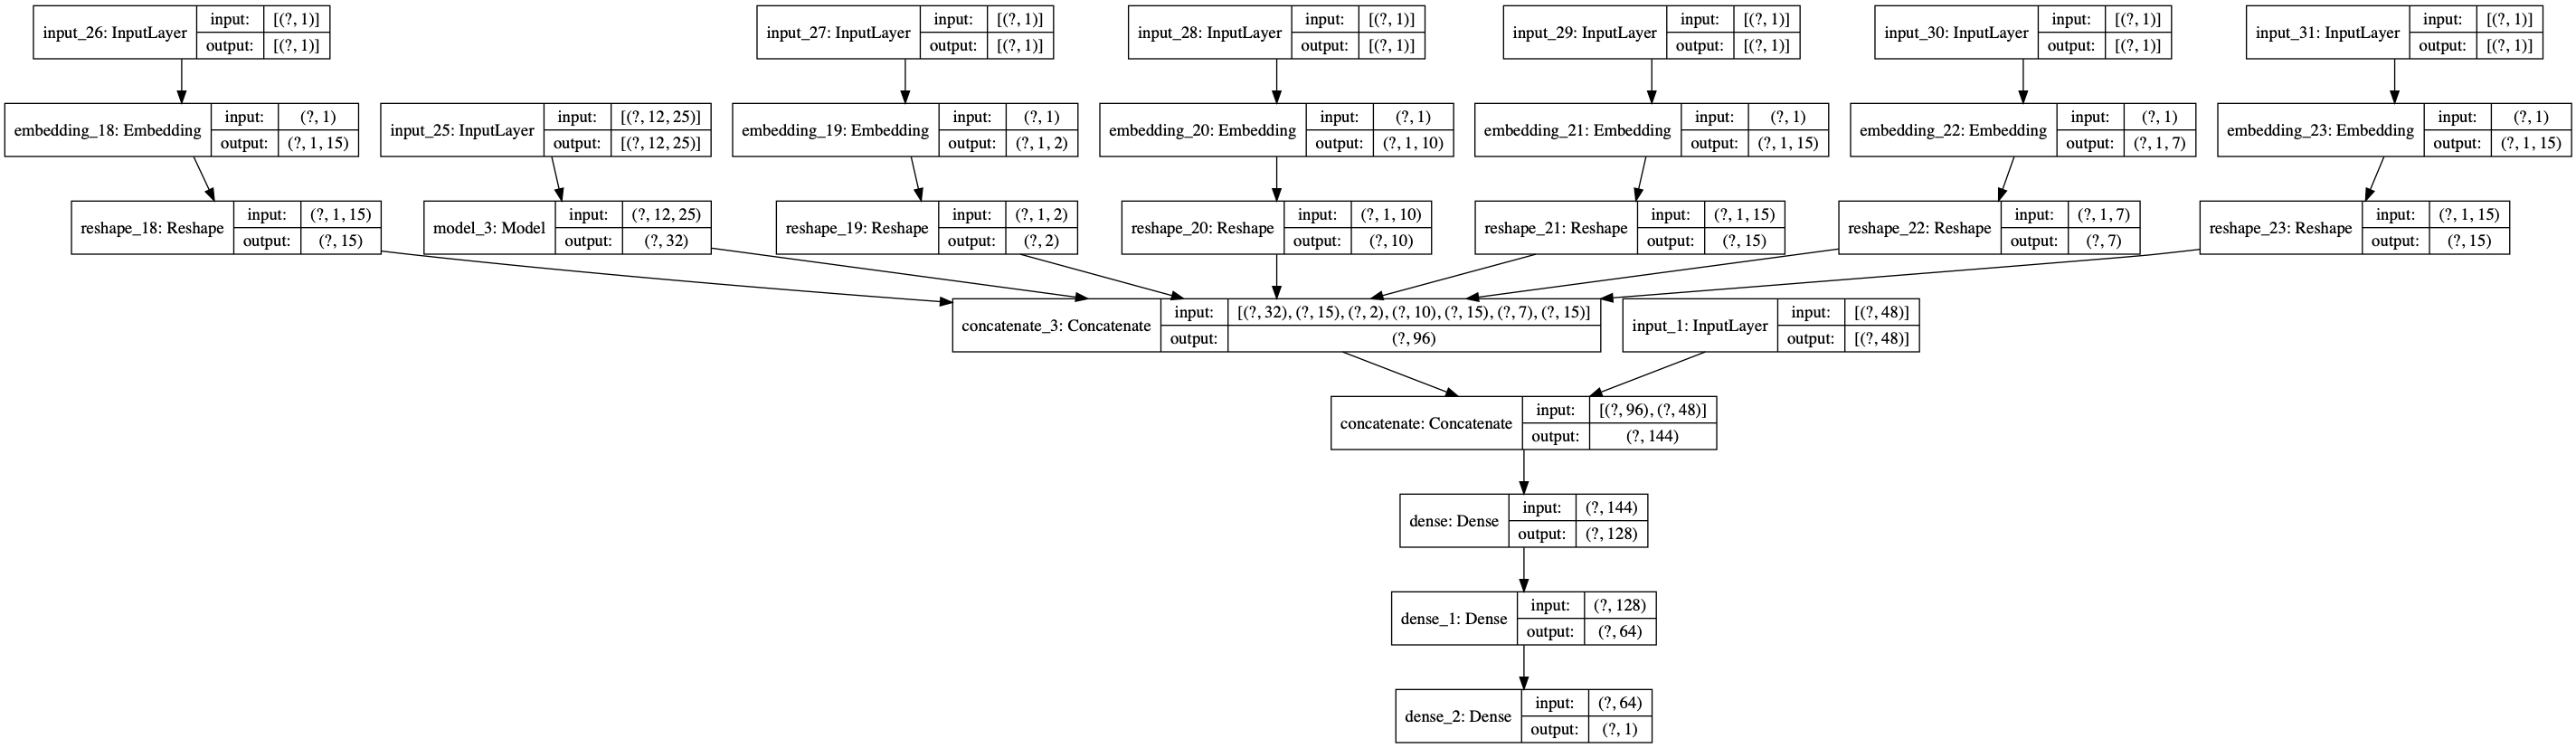 input_26: InputLayer input: [(?, 1)] output: [(?, 1)]
input_27: InputLayer input: [(?, 1)] output: [(?, 1)]
input_28: InputLayer input: [(?, 1)] output: [(?, 1)]
input_29: InputLayer input: [(?, 1)] output: [(?, 1)]
input_30: InputLayer input: [(?, 1)] output: [(?, 1)]
input_31: InputLayer input: [(?, 1)] output: [(?, 1)]
embedding_18: Embedding input: (?, 1) output: (?, 1, 15)
input_25: InputLayer input: [(?, 12, 25)] output: [(?, 12, 25)]
embedding_19: Embedding input: (?, 1) output: (?, 1, 2)
embedding_20: Embedding input: (?, 1) output: (?, 1, 10)
embedding_21: Embedding input: (?, 1) output: (?, 1, 15)
embedding_22: Embedding input: (?, 1) output: (?, 1, 7)
embedding_23: Embedding input: (?, 1) output: (?, 1, 15)
reshape_18: Reshape input: (?, 1, 15) output: (?, 15)
model_3: Model input: (?, 12, 25) output: (?, 32)
reshape_19: Reshape input: (?, 1, 2) output: (?, 2)
reshape_20: Reshape input: (?, 1, 10) output: (?, 10)
reshape_21: Reshape input: (?, 1, 15) output: (?, 15)
reshape_22: Reshape input: (?, 1, 7) output: (?, 7)
reshape_23: Reshape input: (?, 1, 15) output: (?, 15)
concatenate_3: Concatenate input: [(?, 32), (?, 15), (?, 2), (?, 10), (?, 15), (?, 7), (?, 15)] output: (?, 96)
input_1: InputLayer input: [(?, 48)] output: [(?, 48)]
concatenate: Concatenate input: [(?, 96), (?, 48)] output: (?, 144)
dense: Dense input: (?, 144) output: (?, 128)
dense_1: Dense input: (?, 128) output: (?, 64)
dense_2: Dense input: (?, 64) output: (?, 1)